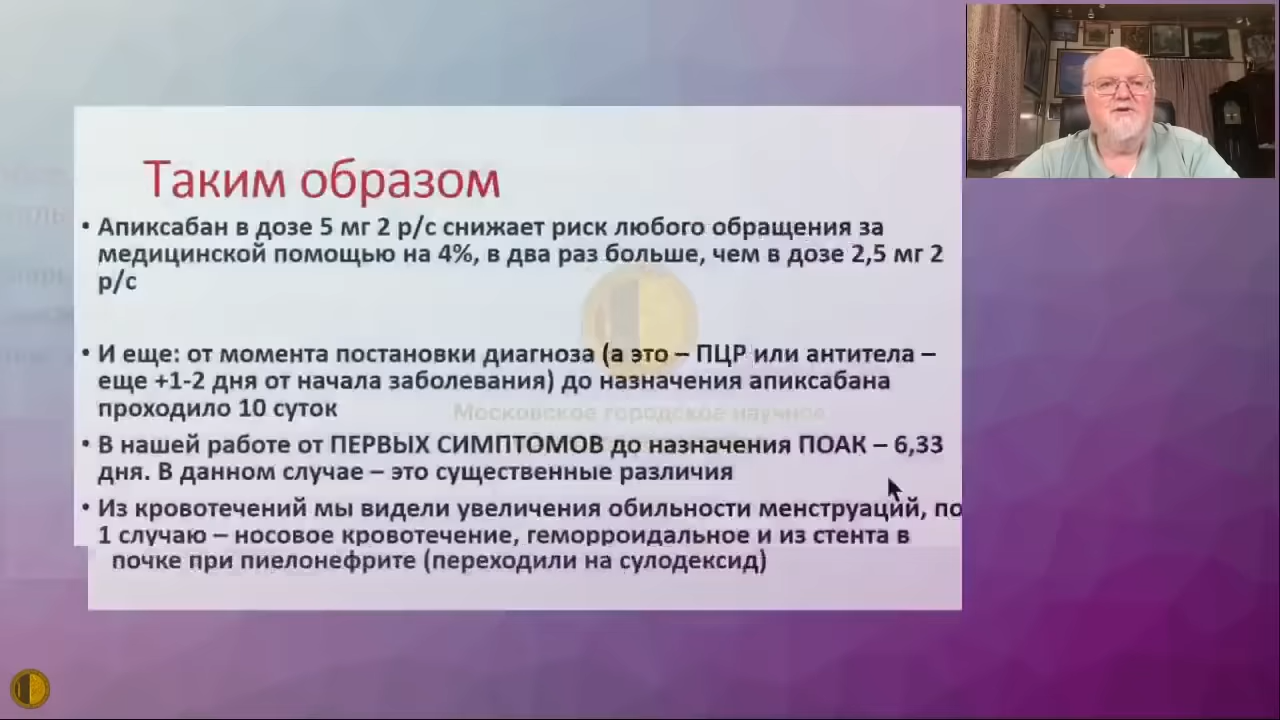 Таким образом
• Апиксабан в дозе 5 мг 2 р/с снижает риск любого обращения за
медицинской помощью на 4%, в два раз больше, чем в дозе 2,5 мг 2
р/с
• И еще: от момента постановки диагноза (а это – ПЦР или антитела –
еще +1-2 дня от начала заболевания) до назначения апиксабана
проходило 10 суток
Московское городское научное
• В нашей работе от ПЕРВЫХ СИМПТОМОВ до назначения ПОАК – 6,33
дня. В данном случае – это существенные различия
• Из кровотечений мы видели увеличения обильности менструаций, по
1 случаю – носовое кровотечение, геморроидальное и из стента в
почке при пиелонефрите (переходили на сулодексид)